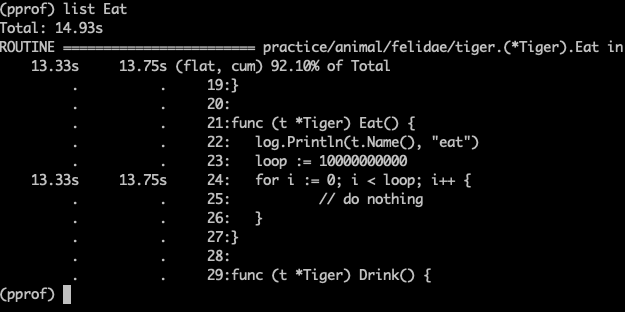 (pprof) list Eat
Total: 14.93s
ROUTINE ======================== practice/animal/felidae/tiger.(*Tiger).Eat in
    13.33s     13.75s (flat, cum) 92.10% of Total
         .          .     19:}
         .          .     20:
         .          .     21:func (t *Tiger) Eat() {
         .          .     22:   log.Println(t.Name(), "eat")
         .          .     23:   loop := 10000000000
    13.33s     13.75s     24:   for i := 0; i < loop; i++ {
         .          .     25:           // do nothing
         .          .     26:   }
         .          .     27:}
         .          .     28:
         .          .     29:func (t *Tiger) Drink() {
(pprof)